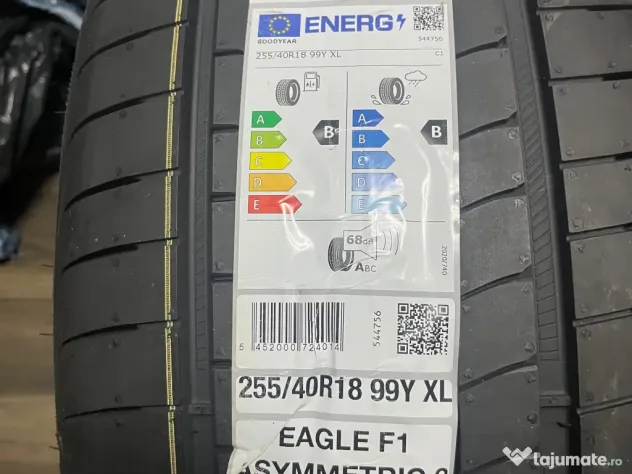 ENERG
GOODYEAR
544756
255/40R18 99Y XL
C1
A
B
C
D
E
B
A
B
C
D
E
B
68dB
ABC
2020/740
5 452000 724014
544756
255/40R18 99Y XL
EAGLE F1
ASYMMETRIC
tajumate.ro